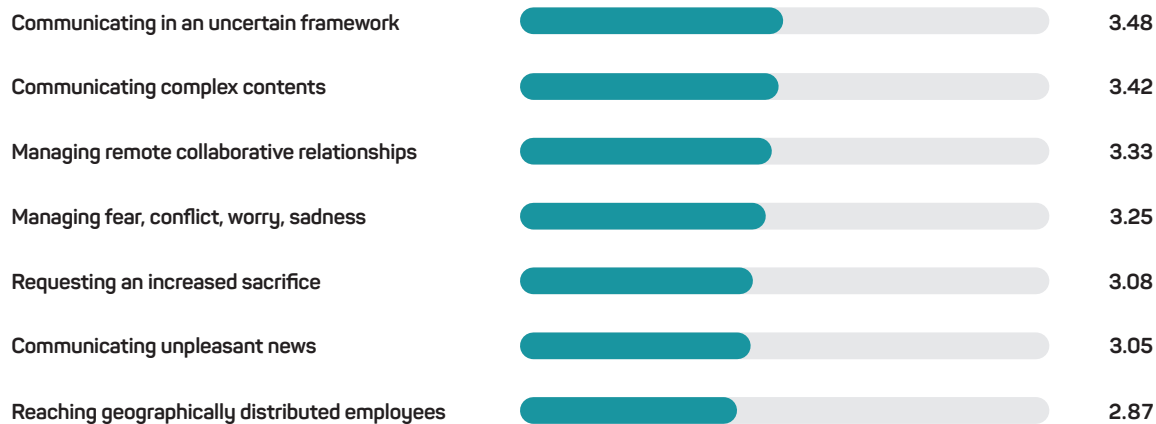 Communicating in an uncertain framework 3.48
Communicating complex contents 3.42
Managing remote collaborative relationships 3.33
Managing fear, conflict, worry, sadness 3.25
Requesting an increased sacrifice 3.08
Communicating unpleasant news 3.05
Reaching geographically distributed employees 2.87